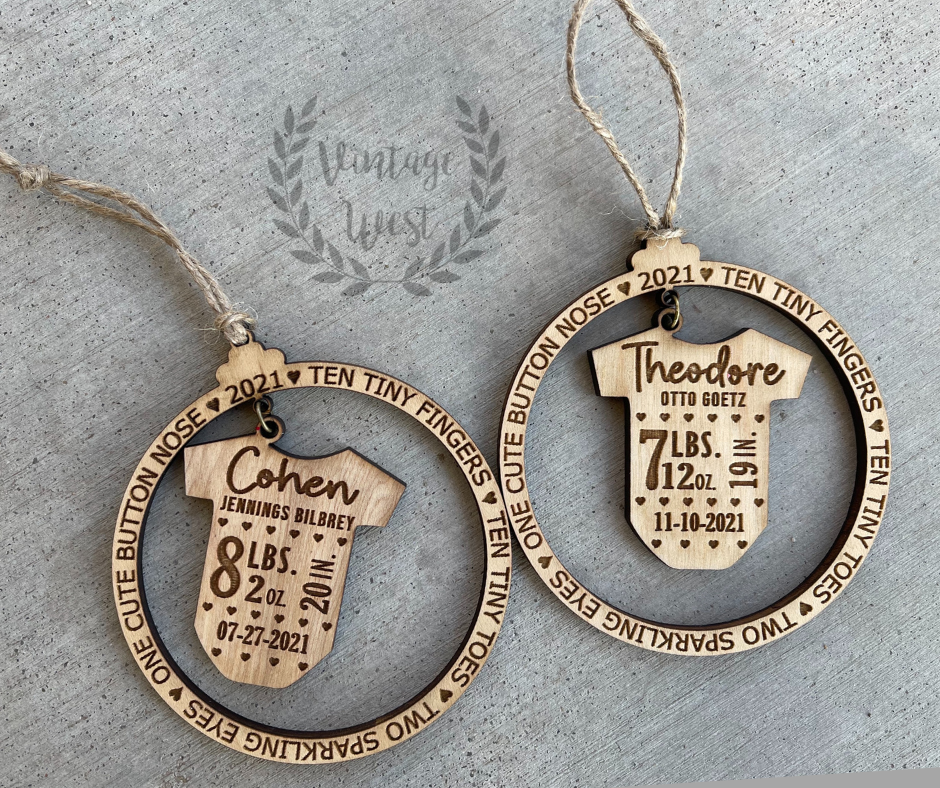 Vintage
West
2021 ♥ TEN TINY FINGERS ♥ TEN TINY TOES ♥ TWO SPARKLING EYES ♥ ONE CUTE BUTTON NOSE ♥
Cohen
JENNINGS BILBREY
8 LBS.
2 OZ.
20 IN.
07-27-2021
2021 ♥ TEN TINY FINGERS ♥ TEN TINY TOES ♥ TWO SPARKLING EYES ♥ ONE CUTE BUTTON NOSE ♥
Theodore
OTTO GOETZ
7 LBS.
12 OZ.
19 IN.
11-10-2021